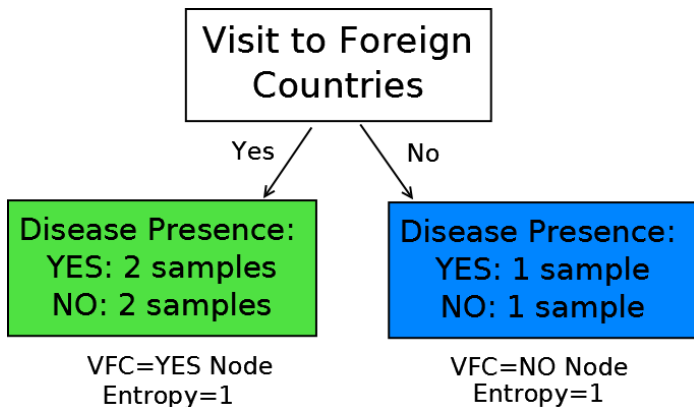 Visit to Foreign
Countries
Yes
No
Disease Presence:
YES: 2 samples
NO: 2 samples
Disease Presence:
YES: 1 sample
NO: 1 sample
VFC=YES Node
Entropy=1
VFC=NO Node
Entropy=1